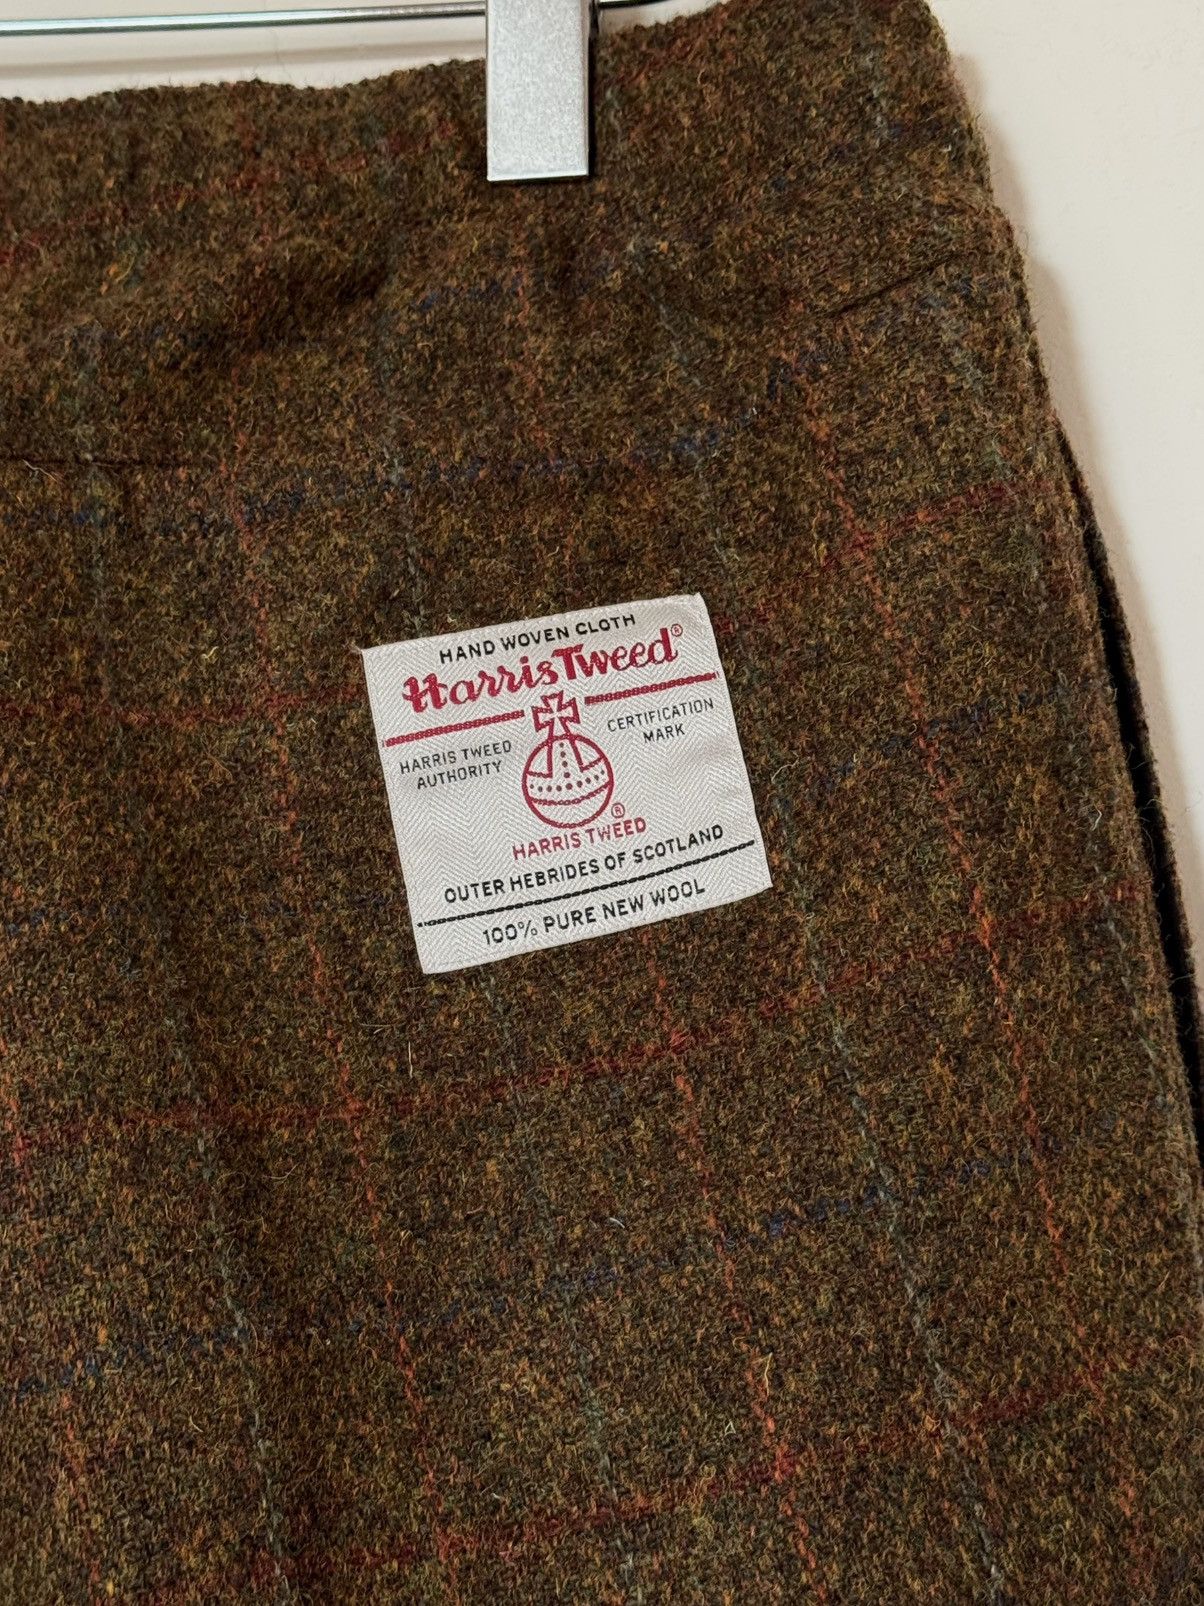 HAND WOVEN CLOTH
Harris Tweed®
HARRIS TWEED
AUTHORITY
CERTIFICATION
MARK
®
HARRIS TWEED
OUTER HEBRIDES OF SCOTLAND
100% PURE NEW WOOL